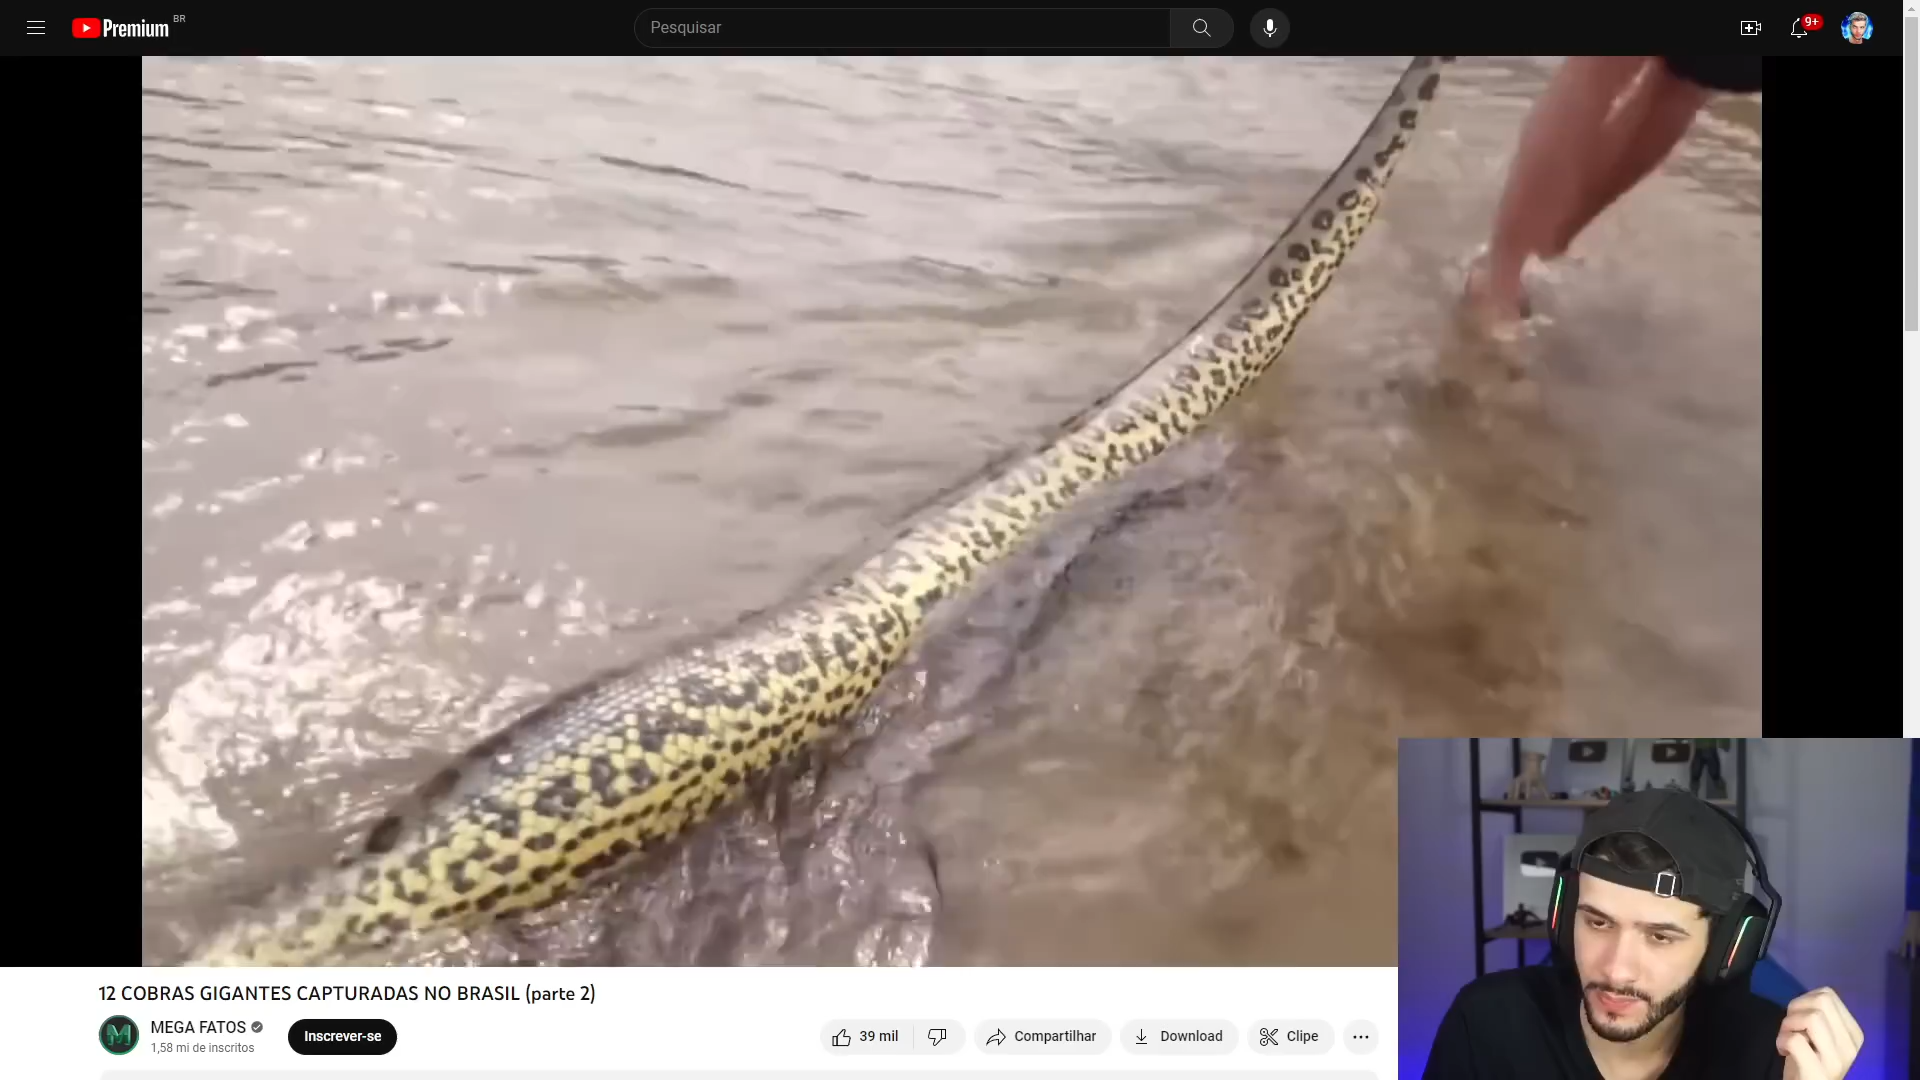 Premium BR
Pesquisar
9+
12 COBRAS GIGANTES CAPTURADAS NO BRASIL (parte 2)
MEGA FATOS
1,58 mi de inscritos
Inscrever-se
39 mil
Compartilhar
Download
Clipe